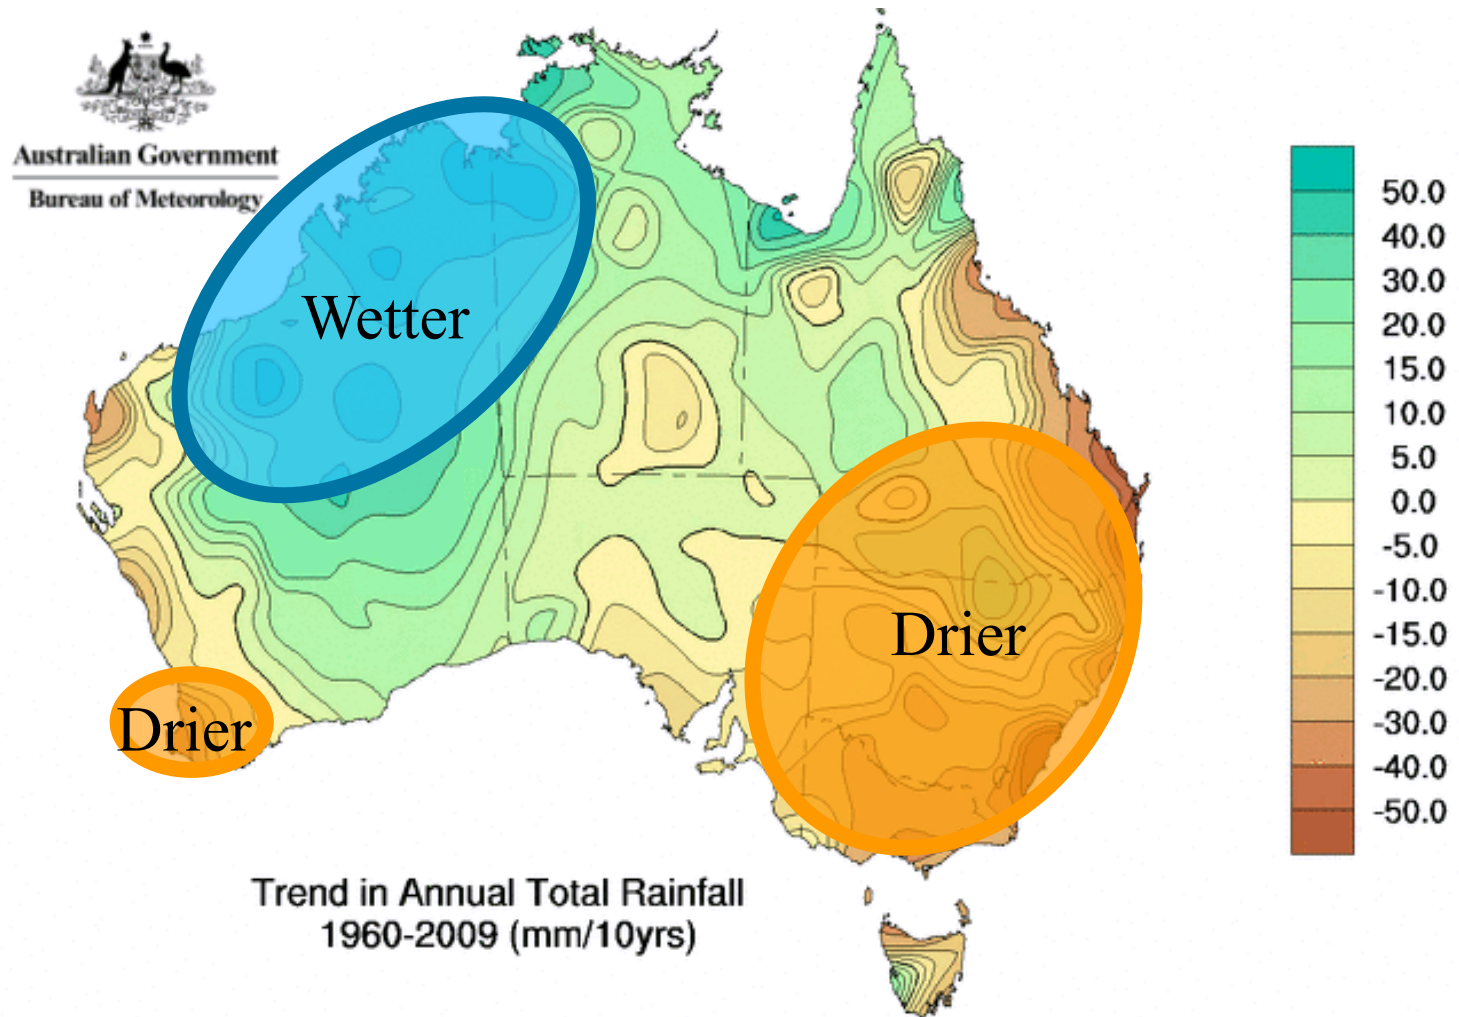 Australian Government
Bureau of Meteorology
Wetter
Drier
Drier
50.0
40.0
30.0
20.0
15.0
10.0
5.0
0.0
-5.0
-10.0
-15.0
-20.0
-30.0
-40.0
-50.0
Trend in Annual Total Rainfall
1960-2009 (mm/10yrs)